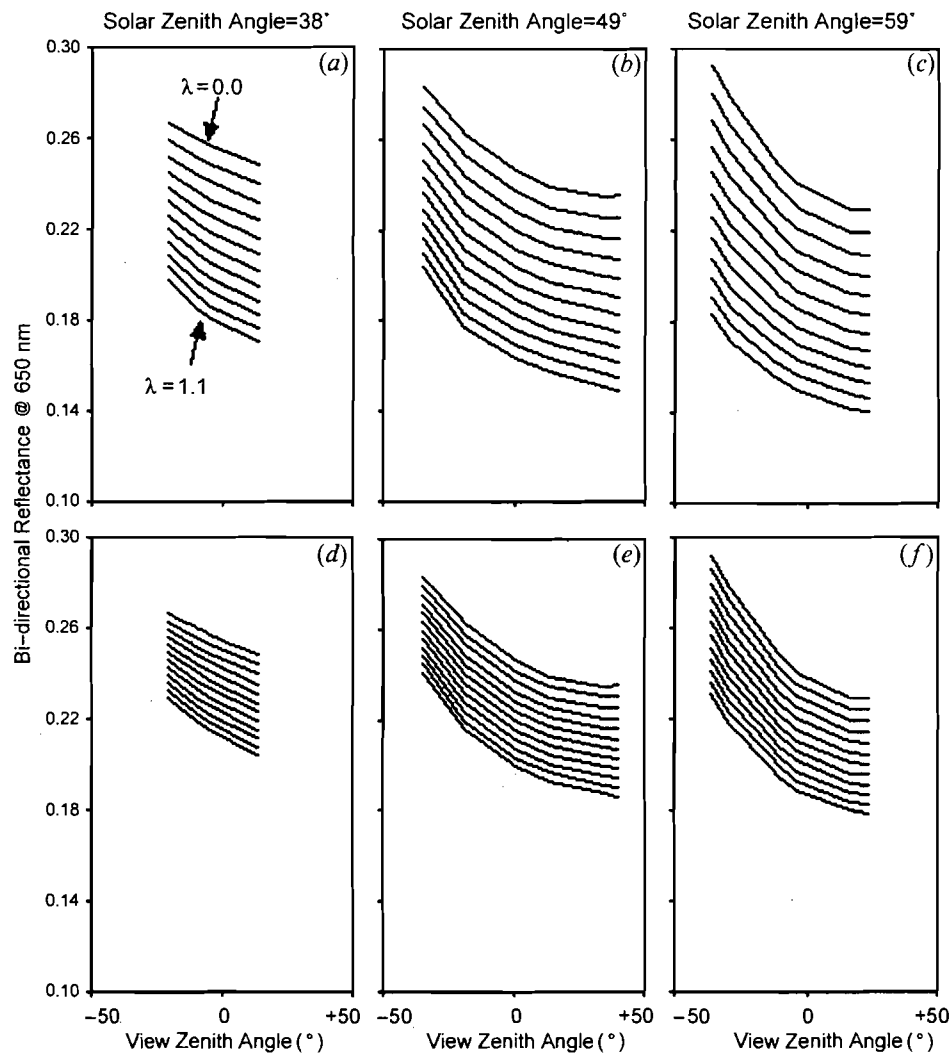 Solar Zenith Angle=38°
Solar Zenith Angle=49°
Solar Zenith Angle=59°
(a)
(b)
(c)
λ=0.0
λ=1.1
0.30
0.26
0.22
0.18
0.14
0.10
(d)
(e)
(f)
0.30
0.26
0.22
0.18
0.14
0.10
Bi-directional Reflectance @ 650 nm
-50
0
+50
-50
0
+50
-50
0
+50
View Zenith Angle (°)
View Zenith Angle (°)
View Zenith Angle (°)